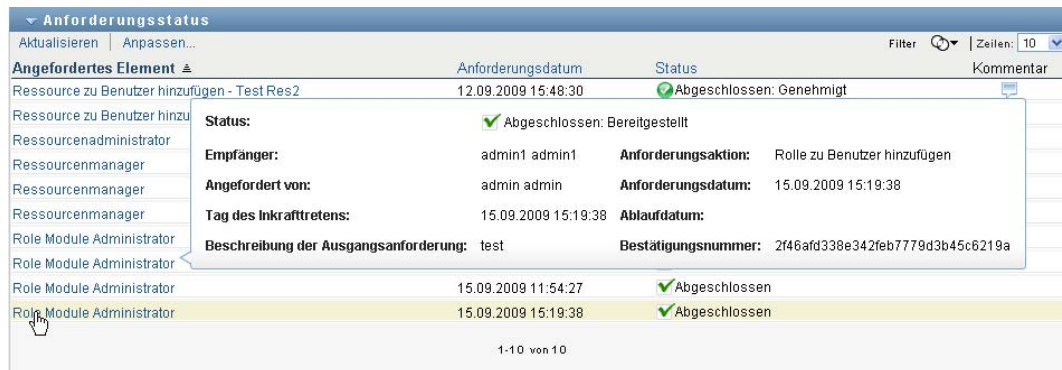 Anforderungsstatus
Aktualisieren | Anpassen... Filter | Zeilen: 10
Angefordertes Element Anforderungsdatum Status Kommentar
Ressource zu Benutzer hinzufügen - Test Res2 12.09.2009 15:48:30 Abgeschlossen: Genehmigt
Ressource zu Benutzer hinzu
Ressourcenadministrator
Ressourcenmanager
Ressourcenmanager
Ressourcenmanager
Role Module Administrator
Role Module Administrator
Status: Abgeschlossen: Bereitgestellt
Empfänger: admin1 admin1 Anforderungsaktion: Rolle zu Benutzer hinzufügen
Angefordert von: admin admin Anforderungsdatum: 15.09.2009 15:19:38
Tag des Inkrafttretens: 15.09.2009 15:19:38 Ablaufdatum:
Beschreibung der Ausgangsanforderung: test Bestätigungsnummer: 2f46afd338e342feb7779d3b45c6219a
Role Module Administrator 15.09.2009 11:54:27 Abgeschlossen
Role Module Administrator 15.09.2009 15:19:38 Abgeschlossen
1-10 von 10